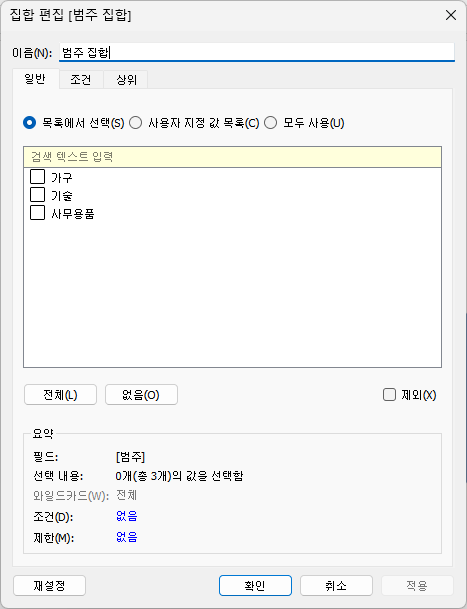 집합 편집 [범주 집합]
이름(N): 범주 집합
일반 조건 상위
목록에서 선택(S) 사용자 지정 값 목록(C) 모두 사용(U)
검색 텍스트 입력
가구
기술
사무용품
전체(L) 없음(O) 제외(X)
요약
필드: [범주]
선택 내용: 0개(총 3개)의 값을 선택함
와일드카드(W): 전체
조건(D): 없음
제한(M): 없음
재설정 확인 취소 적용